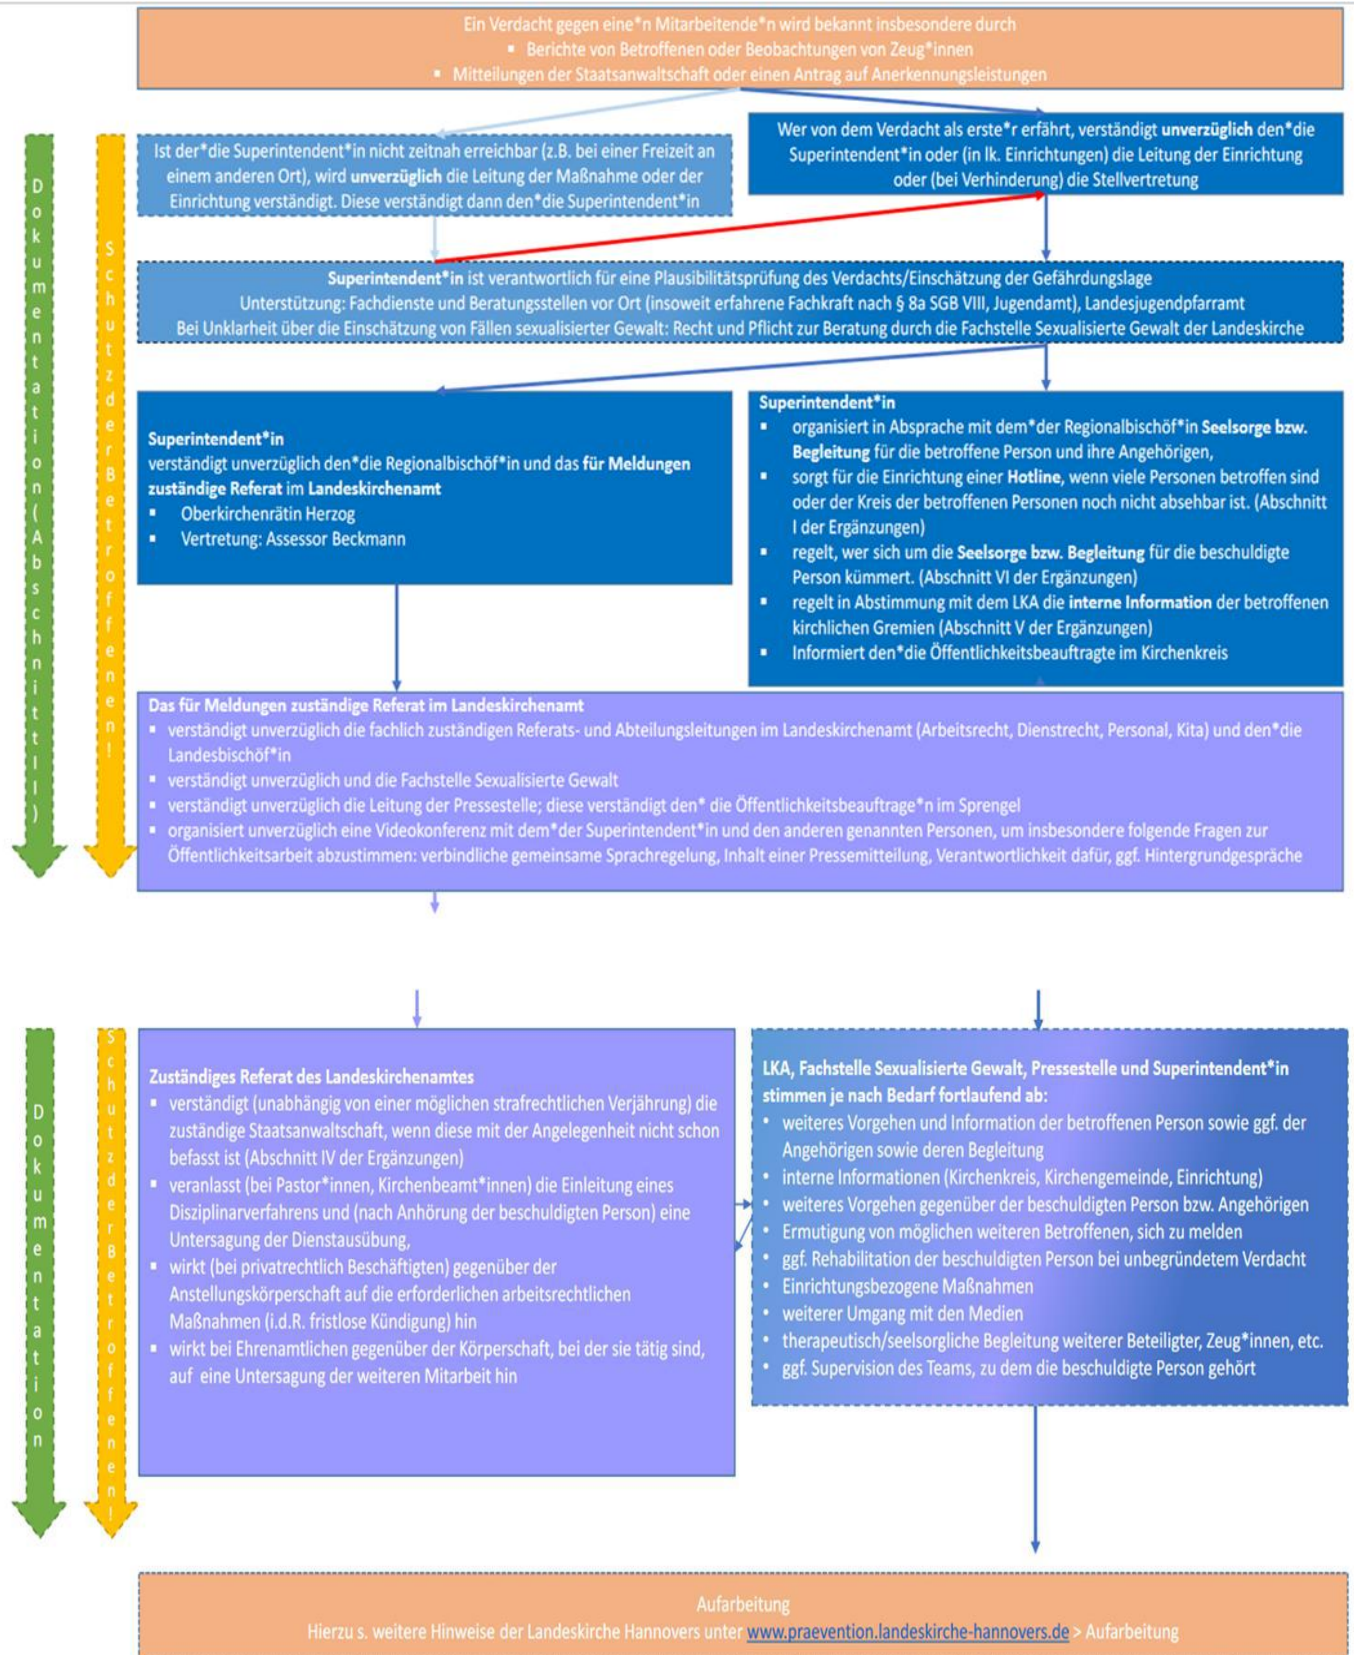 Ein Verdacht gegen eine*n Mitarbeitende*n wird bekannt insbesondere durch
▪ Berichte von Betroffenen oder Beobachtungen von Zeug*innen
▪ Mitteilungen der Staatsanwaltschaft oder einen Antrag auf Anerkennungsleistungen
Dokumentation (Abschnitt II)
Schutz der Betroffenen!
Ist der*die Superintendent*in nicht zeitnah erreichbar (z.B. bei einer Freizeit an
einem anderen Ort), wird unverzüglich die Leitung der Maßnahme oder der
Einrichtung verständigt. Diese verständigt dann den*die Superintendent*in
Wer von dem Verdacht als erste*r erfährt, verständigt unverzüglich den*die
Superintendent*in oder (in lk. Einrichtungen) die Leitung der Einrichtung
oder (bei Verhinderung) die Stellvertretung
Superintendent*in ist verantwortlich für eine Plausibilitätsprüfung des Verdachts/Einschätzung der Gefährdungslage
Unterstützung: Fachdienste und Beratungsstellen vor Ort (insoweit erfahrene Fachkraft nach § 8a SGB VIII, Jugendamt), Landesjugendpfarramt
Bei Unklarheit über die Einschätzung von Fällen sexualisierter Gewalt: Recht und Pflicht zur Beratung durch die Fachstelle Sexualisierte Gewalt der Landeskirche
Superintendent*in
verständigt unverzüglich den*die Regionalbischöf*in und das für Meldungen
zuständige Referat im Landeskirchenamt
▪ Oberkirchenrätin Herzog
▪ Vertretung: Assessor Beckmann
Superintendent*in
▪ organisiert in Absprache mit dem*der Regionalbischöf*in Seelsorge bzw.
Begleitung für die betroffene Person und ihre Angehörigen,
▪ sorgt für die Einrichtung einer Hotline, wenn viele Personen betroffen sind
oder der Kreis der betroffenen Personen noch nicht absehbar ist. (Abschnitt
I der Ergänzungen)
▪ regelt, wer sich um die Seelsorge bzw. Begleitung für die beschuldigte
Person kümmert. (Abschnitt VI der Ergänzungen)
▪ regelt in Abstimmung mit dem LKA die interne Information der betroffenen
kirchlichen Gremien (Abschnitt V der Ergänzungen)
▪ Informiert den*die Öffentlichkeitsbeauftragte im Kirchenkreis
Das für Meldungen zuständige Referat im Landeskirchenamt
▪ verständigt unverzüglich die fachlich zuständigen Referats- und Abteilungsleitungen im Landeskirchenamt (Arbeitsrecht, Dienstrecht, Personal, Kita) und den*die
Landesbischöf*in
▪ verständigt unverzüglich und die Fachstelle Sexualisierte Gewalt
▪ verständigt unverzüglich die Leitung der Pressestelle; diese verständigt den* die Öffentlichkeitsbeauftrage*n im Sprengel
▪ organisiert unverzüglich eine Videokonferenz mit dem*der Superintendent*in und den anderen genannten Personen, um insbesondere folgende Fragen zur
Öffentlichkeitsarbeit abzustimmen: verbindliche gemeinsame Sprachregelung, Inhalt einer Pressemitteilung, Verantwortlichkeit dafür, ggf. Hintergrundgespräche
Dokumentation
Schutz der Betroffenen!
Zuständiges Referat des Landeskirchenamtes
▪ verständigt (unabhängig von einer möglichen strafrechtlichen Verjährung) die
zuständige Staatsanwaltschaft, wenn diese mit der Angelegenheit nicht schon
befasst ist (Abschnitt IV der Ergänzungen)
▪ veranlasst (bei Pastor*innen, Kirchenbeamt*innen) die Einleitung eines
Disziplinarverfahrens und (nach Anhörung der beschuldigten Person) eine
Untersagung der Dienstausübung,
▪ wirkt (bei privatrechtlich Beschäftigten) gegenüber der
Anstellungskörperschaft auf die erforderlichen arbeitsrechtlichen
Maßnahmen (i.d.R. fristlose Kündigung) hin
▪ wirkt bei Ehrenamtlichen gegenüber der Körperschaft, bei der sie tätig sind,
auf eine Untersagung der weiteren Mitarbeit hin
LKA, Fachstelle Sexualisierte Gewalt, Pressestelle und Superintendent*in
stimmen je nach Bedarf fortlaufend ab:
• weiteres Vorgehen und Information der betroffenen Person sowie ggf. der
Angehörigen sowie deren Begleitung
• interne Informationen (Kirchenkreis, Kirchengemeinde, Einrichtung)
• weiteres Vorgehen gegenüber der beschuldigten Person bzw. Angehörigen
• Ermutigung von möglichen weiteren Betroffenen, sich zu melden
• ggf. Rehabilitation der beschuldigten Person bei unbegründetem Verdacht
• Einrichtungsbezogene Maßnahmen
• weiterer Umgang mit den Medien
• therapeutisch/seelsorgliche Begleitung weiterer Beteiligter, Zeug*innen, etc.
• ggf. Supervision des Teams, zu dem die beschuldigte Person gehört
Aufarbeitung
Hierzu s. weitere Hinweise der Landeskirche Hannovers unter www.praevention.landeskirche-hannovers.de > Aufarbeitung